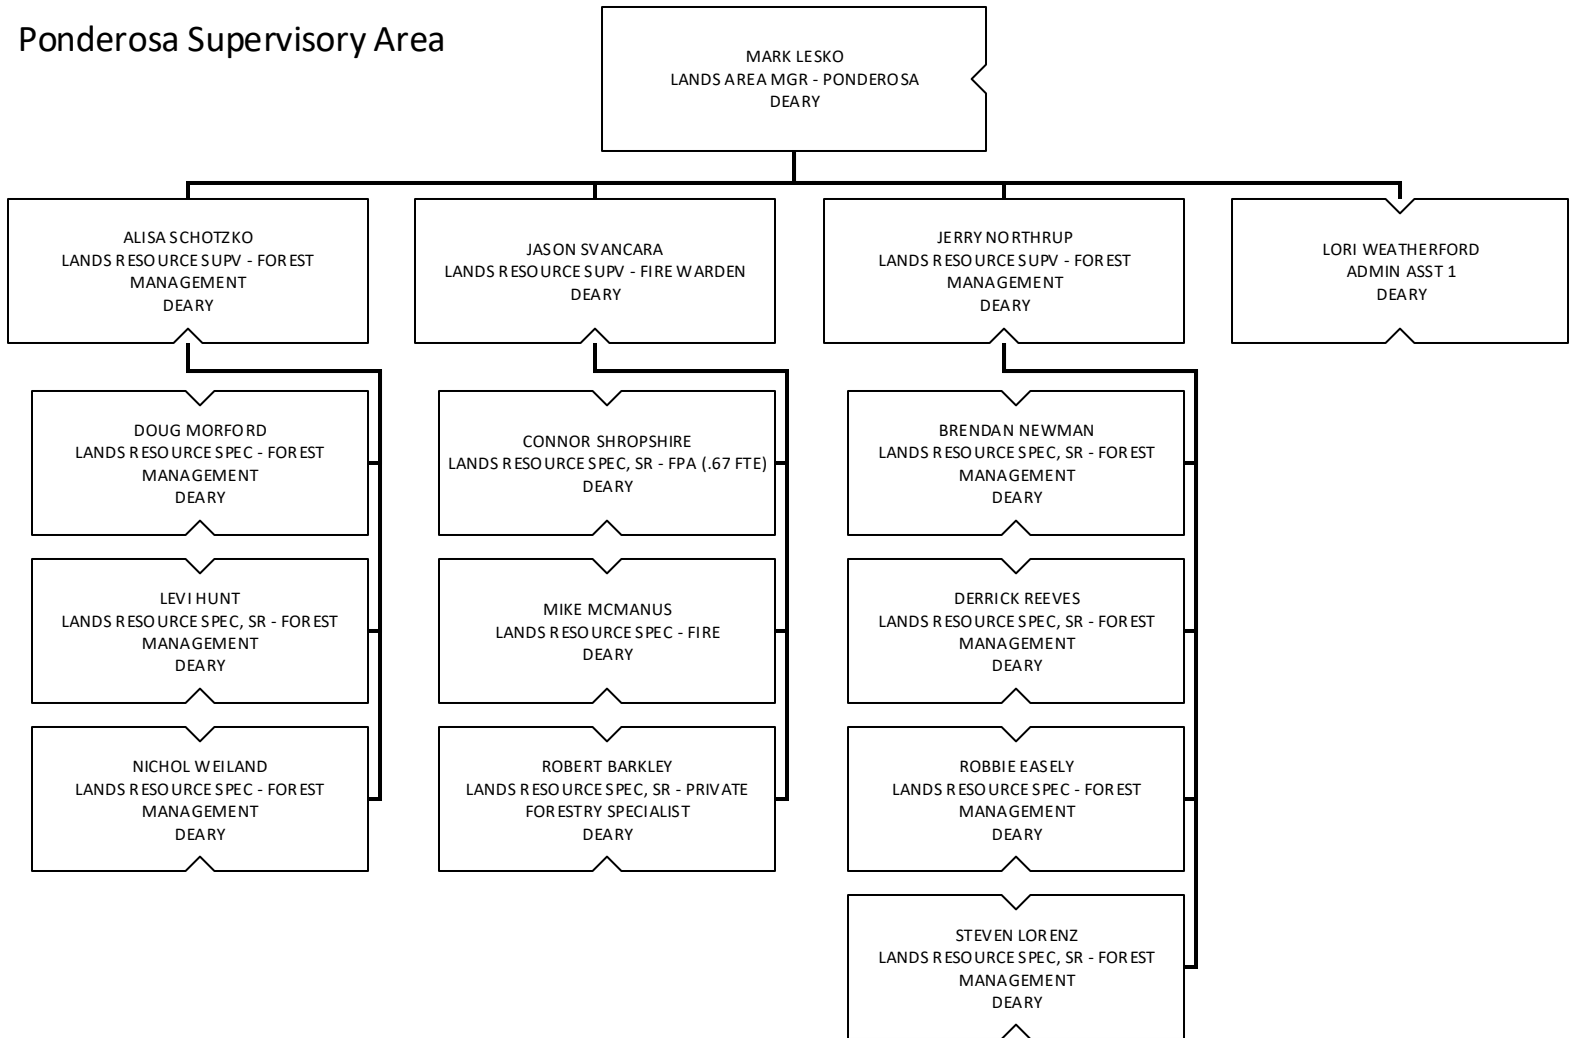 Ponderosa Supervisory Area
MARK LESKO
LANDS AREA MGR - PONDEROSA
DEARY
ALISA SCHOTZKO
LANDS RESOURCE SUPV - FOREST
MANAGEMENT
DEARY
JASON SVANCARA
LANDS RESOURCE SUPV - FIRE WARDEN
DEARY
JERRY NORTHRUP
LANDS RESOURCE SUPV - FOREST
MANAGEMENT
DEARY
LORI WEATHERFORD
ADMIN ASST 1
DEARY
DOUG MORFORD
LANDS RESOURCE SPEC - FOREST
MANAGEMENT
DEARY
CONNOR SHROPSHIRE
LANDS RESOURCE SPEC, SR - FPA (.67 FTE)
DEARY
BRENDAN NEWMAN
LANDS RESOURCE SPEC, SR - FOREST
MANAGEMENT
DEARY
LEVI HUNT
LANDS RESOURCE SPEC, SR - FOREST
MANAGEMENT
DEARY
MIKE MCMANUS
LANDS RESOURCE SPEC - FIRE
DEARY
DERRICK REEVES
LANDS RESOURCE SPEC, SR - FOREST
MANAGEMENT
DEARY
NICHOL WEILAND
LANDS RESOURCE SPEC - FOREST
MANAGEMENT
DEARY
ROBERT BARKLEY
LANDS RESOURCE SPEC, SR - PRIVATE
FORESTRY SPECIALIST
DEARY
ROBBIE EASELY
LANDS RESOURCE SPEC - FOREST
MANAGEMENT
DEARY
STEVEN LORENZ
LANDS RESOURCE SPEC, SR - FOREST
MANAGEMENT
DEARY